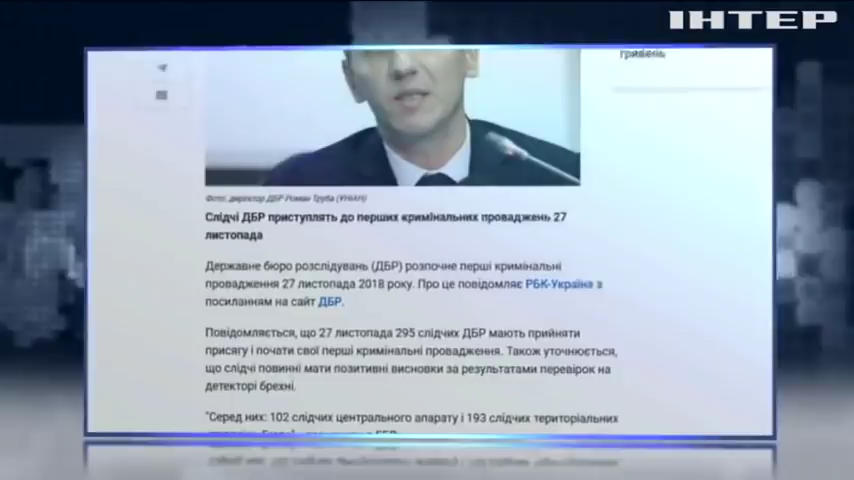 ІНТЕР
гривень
Фото: директор ДБР Роман Труба (УНІАН)
Слідчі ДБР приступлять до перших кримінальних проваджень 27
листопада
Державне бюро розслідувань (ДБР) розпочне перші кримінальні
провадження 27 листопада 2018 року. Про це повідомляє РБК-Україна з
посиланням на сайт ДБР.
Повідомляється, що 27 листопада 295 слідчих ДБР мають прийняти
присягу і почати свої перші кримінальні провадження. Також уточнюється,
що слідчі повинні мати позитивні висновки за результатами перевірок на
детекторі брехні.
"Серед них: 102 слідчих центрального апарату і 193 слідчих територіальних